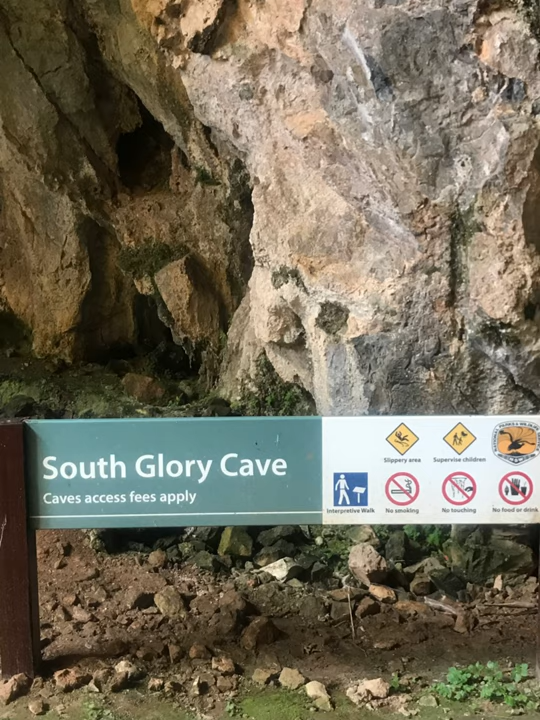 South Glory Cave
Caves access fees apply
Slippery area
Supervise children
Interpretive Walk
No smoking
No touching
No food or drink